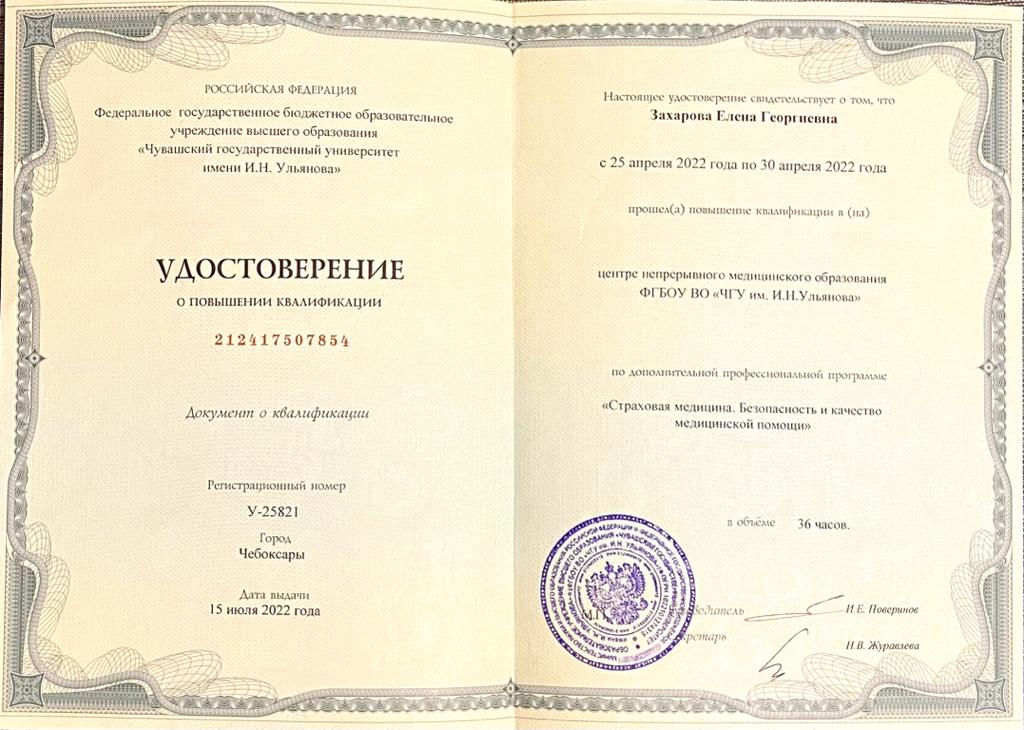 РОССИЙСКАЯ ФЕДЕРАЦИЯ
Федеральное государственное бюджетное образовательное
учреждение высшего образования
«Чувашский государственный университет
имени И.Н. Ульянова»
УДОСТОВЕРЕНИЕ
О ПОВЫШЕНИИ КВАЛИФИКАЦИИ
212417507854
Документ о квалификации
Регистрационный номер
У-25821
Город
Чебоксары
Дата выдачи
15 июля 2022 года
Настоящее удостоверение свидетельствует о том, что
Захарова Елена Георгиевна
с 25 апреля 2022 года по 30 апреля 2022 года
прошел(а) повышение квалификации в (на)
центре непрерывного медицинского образования
ФГБОУ ВО «ЧГУ им. И.Н.Ульянова»
по дополнительной профессиональной программе
«Страховая медицина. Безопасность и качество
медицинской помощи»
в объёме 36 часов.
И.Е. Поверинов
Н.В. Журавлева